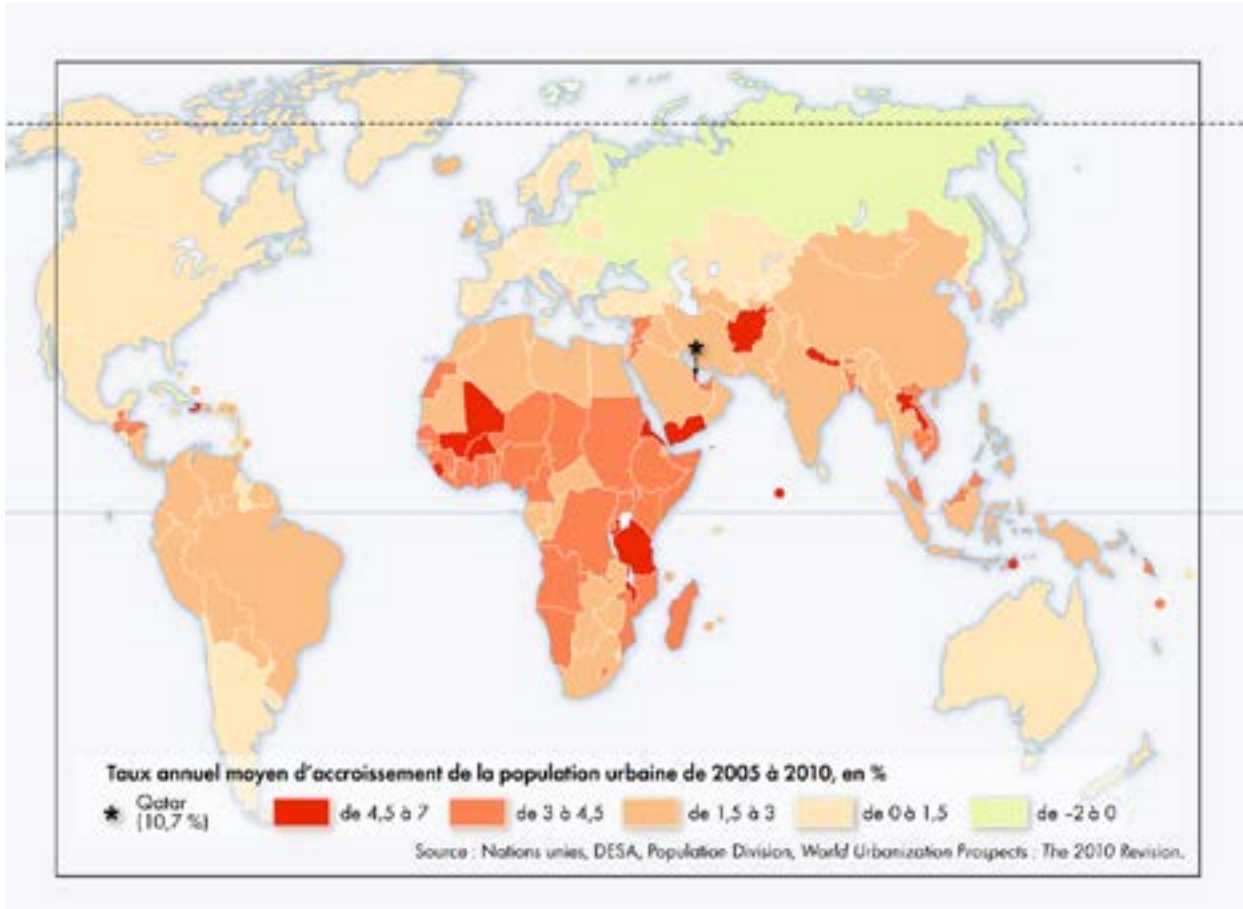 Taux annuel moyen d'accroissement de la population urbaine de 2005 à 2010, en %
Qatar
(10,7 %)
de 4,5 à 7
de 3 à 4,5
de 1,5 à 3
de 0 à 1,5
de –2 à 0
Source : Nations unies, DESA, Population Division, World Urbanization Prospects : The 2010 Revision.